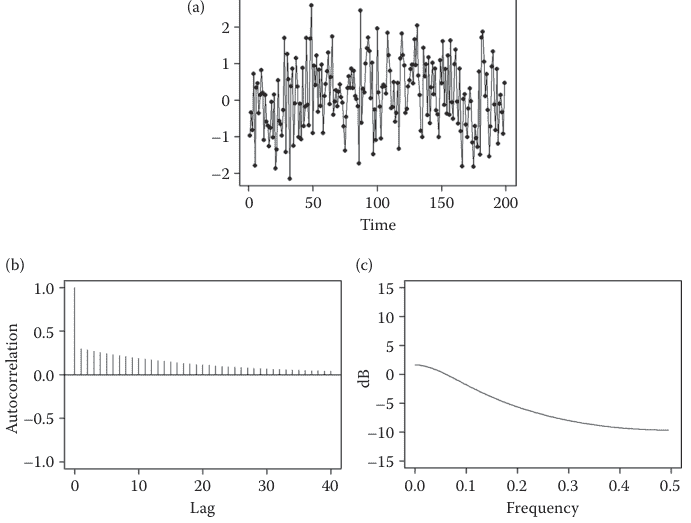 (a)
2
1
0
−1
−2
0 50 100 150 200
Time
(b)
1.0
0.5
0.0
−0.5
−1.0
Autocorrelation
0 10 20 30 40
Lag
(c)
15
10
5
0
−5
−10
−15
dB
0.0 0.1 0.2 0.3 0.4 0.5
Frequency